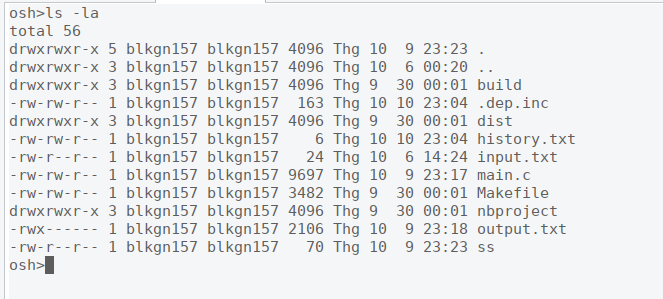 osh>ls -la
total 56
drwxrwxr-x 5 blkgn157 blkgn157 4096 Thg 10  9 23:23 .
drwxrwxr-x 3 blkgn157 blkgn157 4096 Thg 10  6 00:20 ..
drwxrwxr-x 3 blkgn157 blkgn157 4096 Thg 9  30 00:01 build
-rw-rw-r-- 1 blkgn157 blkgn157  163 Thg 10 10 23:04 .dep.inc
drwxrwxr-x 3 blkgn157 blkgn157 4096 Thg 9  30 00:01 dist
-rw-rw-r-- 1 blkgn157 blkgn157    6 Thg 10 10 23:04 history.txt
-rw-r--r-- 1 blkgn157 blkgn157   24 Thg 10  6 14:24 input.txt
-rw-rw-r-- 1 blkgn157 blkgn157 9697 Thg 10  9 23:17 main.c
-rw-rw-r-- 1 blkgn157 blkgn157 3482 Thg 9  30 00:01 Makefile
drwxrwxr-x 3 blkgn157 blkgn157 4096 Thg 9  30 00:01 nbproject
-rwx------ 1 blkgn157 blkgn157 2106 Thg 10  9 23:18 output.txt
-rw-r--r-- 1 blkgn157 blkgn157   70 Thg 10  9 23:23 ss
osh>